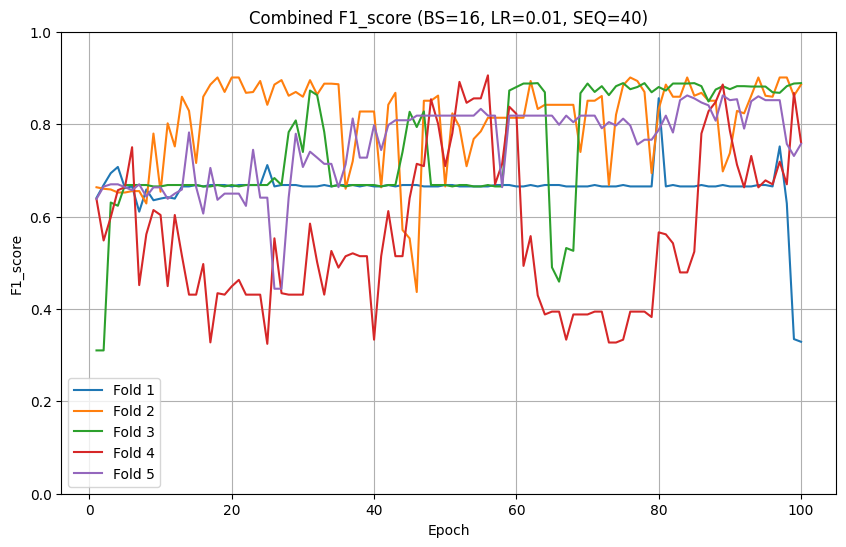 Combined F1_score (BS=16, LR=0.01, SEQ=40)
1.0
0.8
0.6
0.4
0.2
0.0
F1_score
Fold 1
Fold 2
Fold 3
Fold 4
Fold 5
0 20 40 60 80 100
Epoch